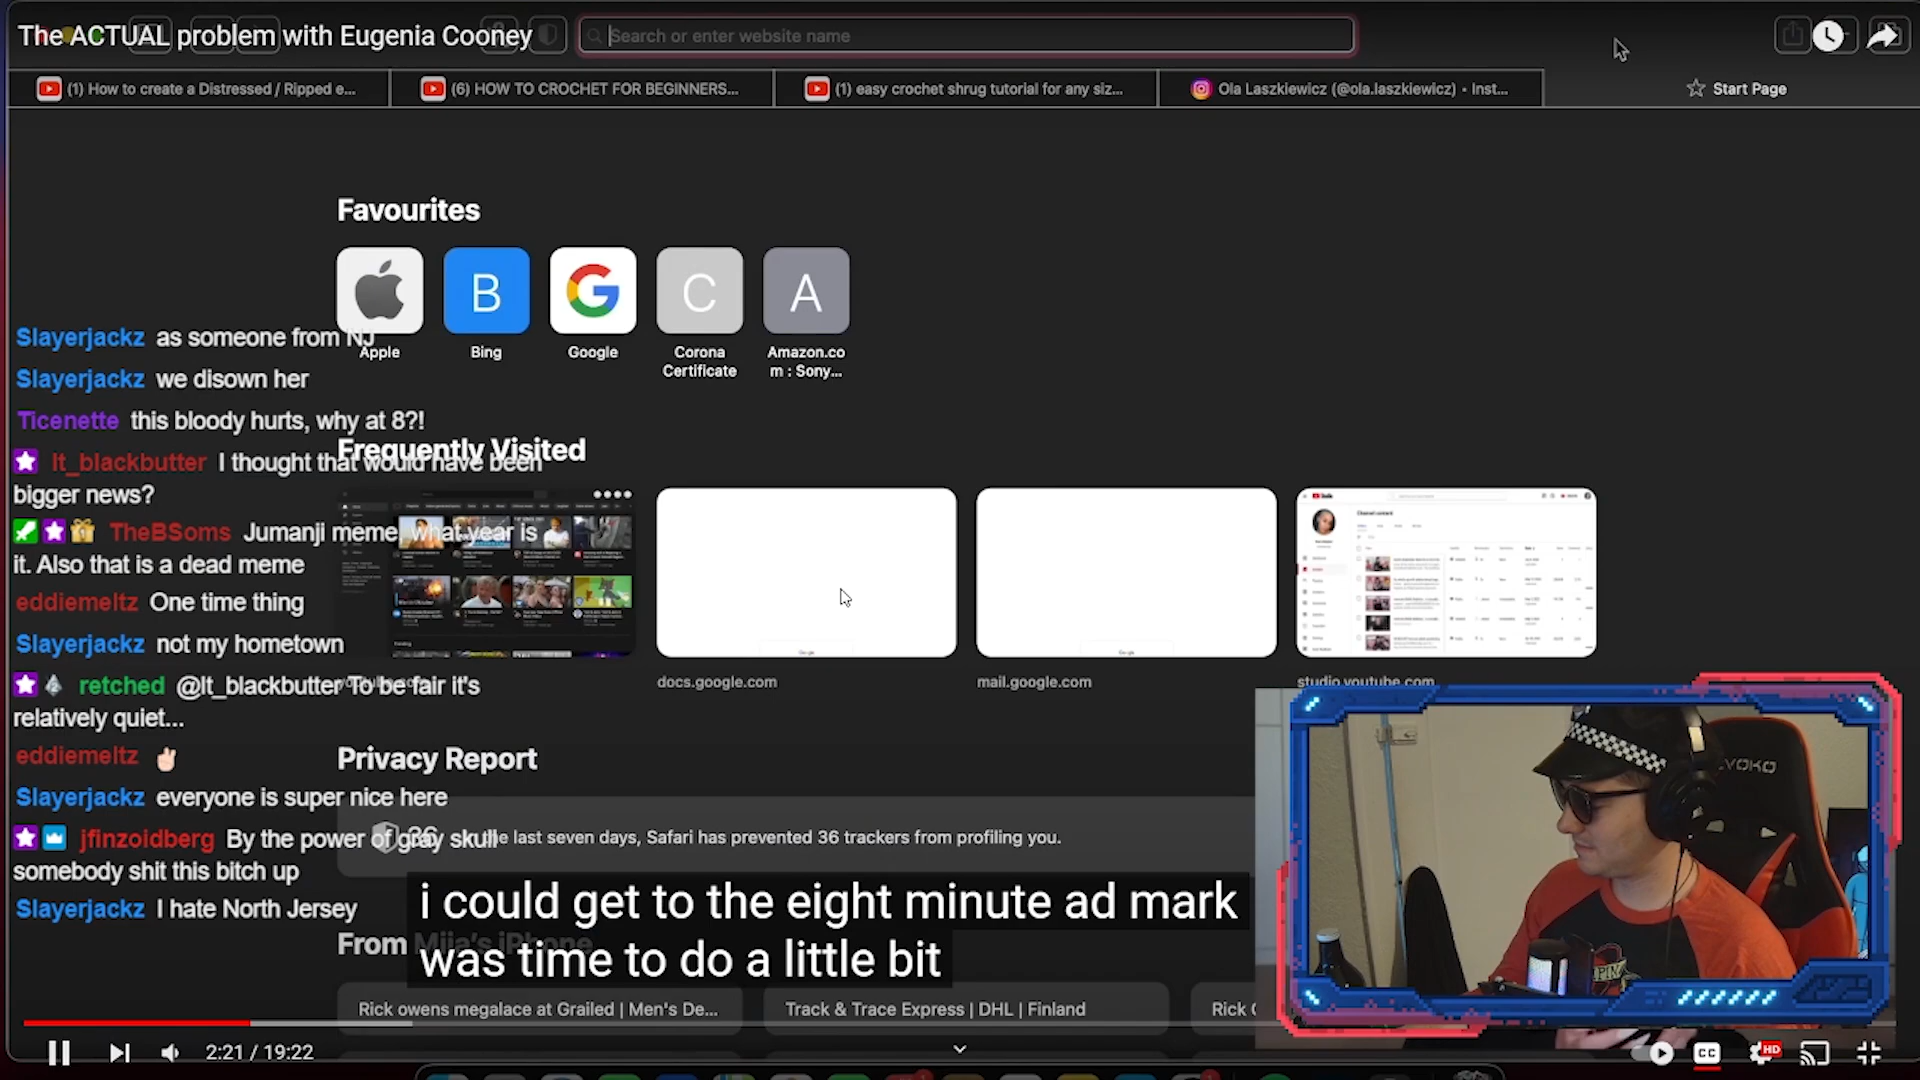 The ACTUAL problem with Eugenia Cooney
Search or enter website name
(1) How to create a Distressed / Ripped e...
(6) HOW TO CROCHET FOR BEGINNERS...
(1) easy crochet shrug tutorial for any siz...
Ola Laszkiewicz (@ola.laszkiewicz) • Inst...
Start Page
Favourites
B
C
A
Apple
Bing
Google
Corona
Certificate
Amazon.co
m : Sony...
Slayerjackz as someone from NJ
Slayerjackz we disown her
Ticenette this bloody hurts, why at 8?!
Frequently Visited
lt_blackbutter I thought that would have been
bigger news?
TheBSoms Jumanji meme, what year is
it. Also that is a dead meme
eddiemeltz One time thing
Slayerjackz not my hometown
docs.google.com
mail.google.com
studio.youtube.com
retched @lt_blackbutter To be fair it's
relatively quiet...
eddiemeltz
Privacy Report
Slayerjackz everyone is super nice here
jfinzoidberg By the power of gray skull
somebody shit this bitch up
36
the last seven days, Safari has prevented 36 trackers from profiling you.
Slayerjackz I hate North Jersey
i could get to the eight minute ad mark
was time to do a little bit
From Miia's iPhone
Rick owens megalace at Grailed | Men's De...
Track & Trace Express | DHL | Finland
Rick
2:21 / 19:22
CC
HD